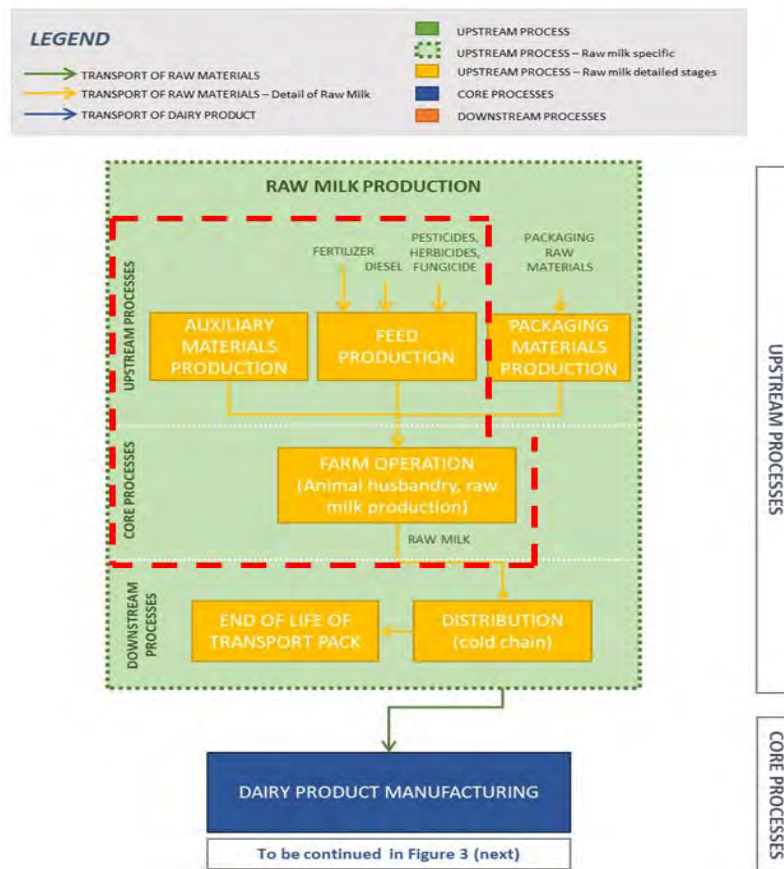 LEGEND
TRANSPORT OF RAW MATERIALS
TRANSPORT OF RAW MATERIALS – Detail of Raw Milk
TRANSPORT OF DAIRY PRODUCT
UPSTREAM PROCESS
UPSTREAM PROCESS – Raw milk specific
UPSTREAM PROCESS – Raw milk detailed stages
CORE PROCESSES
DOWNSTREAM PROCESSES
RAW MILK PRODUCTION
UPSTREAM PROCESSES
FERTILIZER
DIESEL
PESTICIDES,
HERBICIDES,
FUNGICIDE
PACKAGING
RAW
MATERIALS
AUXILIARY
MATERIALS
PRODUCTION
FEED
PRODUCTION
PACKAGING
MATERIALS
PRODUCTION
CORE PROCESSES
FARM OPERATION
(Animal husbandry, raw
milk production)
RAW MILK
DOWNSTREAM
PROCESSES
END OF LIFE OF
TRANSPORT PACK
DISTRIBUTION
(cold chain)
UPSTREAM PROCESSES
DAIRY PRODUCT MANUFACTURING
To be continued in Figure 3 (next)
CORE PROCESSES